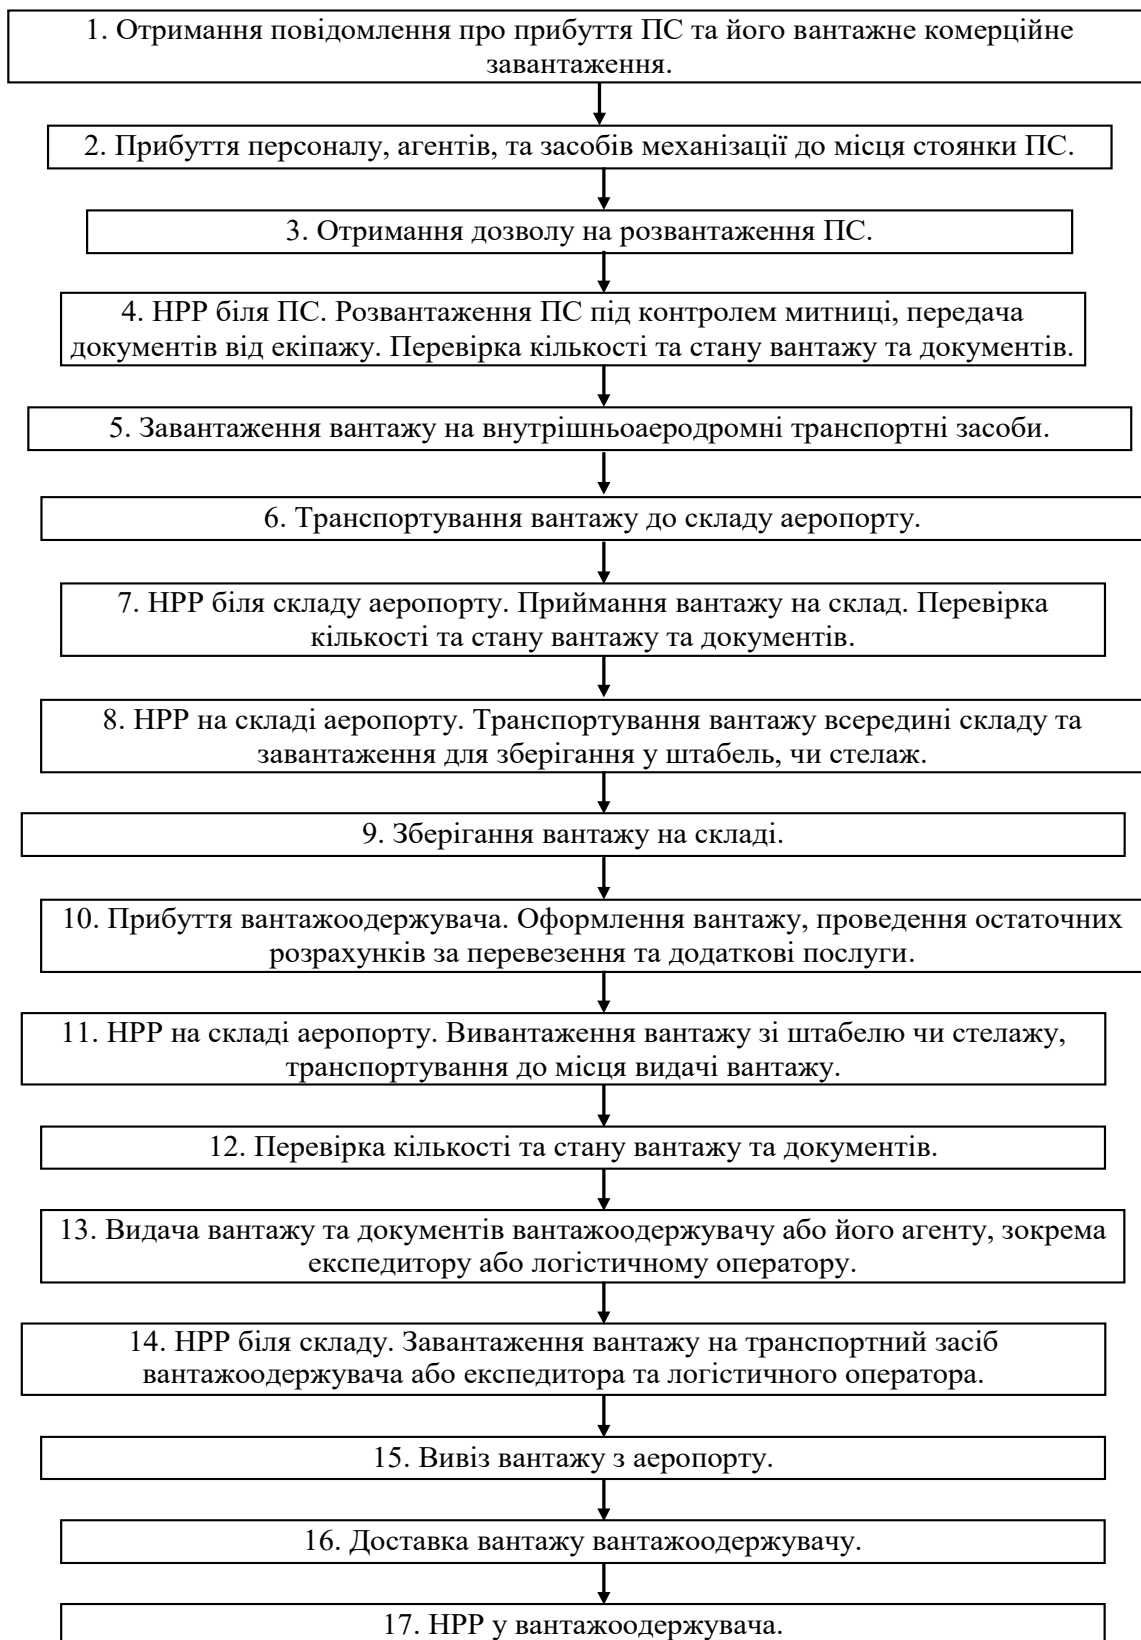 1. Отримання повідомлення про прибуття ПС та його вантажне комерційне
завантаження.
2. Прибуття персоналу, агентів, та засобів механізації до місця стоянки ПС.
3. Отримання дозволу на розвантаження ПС.
4. НРР біля ПС. Розвантаження ПС під контролем митниці, передача
документів від екіпажу. Перевірка кількості та стану вантажу та документів.
5. Завантаження вантажу на внутрішньоаеродромні транспортні засоби.
6. Транспортування вантажу до складу аеропорту.
7. НРР біля складу аеропорту. Приймання вантажу на склад. Перевірка
кількості та стану вантажу та документів.
8. НРР на складі аеропорту. Транспортування вантажу всередині складу та
завантаження для зберігання у штабель, чи стелаж.
9. Зберігання вантажу на складі.
10. Прибуття вантажоодержувача. Оформлення вантажу, проведення остаточних
розрахунків за перевезення та додаткові послуги.
11. НРР на складі аеропорту. Вивантаження вантажу зі штабелю чи стелажу,
транспортування до місця видачі вантажу.
12. Перевірка кількості та стану вантажу та документів.
13. Видача вантажу та документів вантажоодержувачу або його агенту, зокрема
експедитору або логістичному оператору.
14. НРР біля складу. Завантаження вантажу на транспортний засіб
вантажоодержувача або експедитора та логістичного оператора.
15. Вивіз вантажу з аеропорту.
16. Доставка вантажу вантажоодержувачу.
17. НРР у вантажоодержувача.